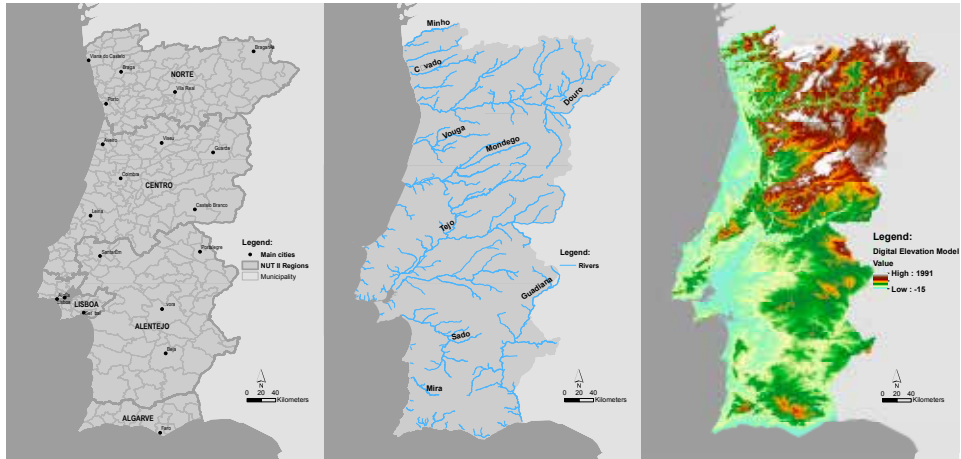 Bragança
Viana do Castelo
Braga
NORTE
Vila Real
Porto
Aveiro
Viseu
Guarda
Coimbra
CENTRO
Castelo Branco
Leiria
Portalegre
Legend:
Main cities
NUT II Regions
Municipality
LISBOA
vora
ALENTEJO
Beja
N
0 20 40
Kilometers
ALGARVE
Faro
Minho
C vado
Douro
Vouga
Mondego
Tejo
Legend:
Rivers
Guadiana
Sado
Mira
N
0 20 40
Kilometers
Legend:
Digital Elevation Model
Value
High : 1991
Low : -15
N
0 20 40
Kilometers